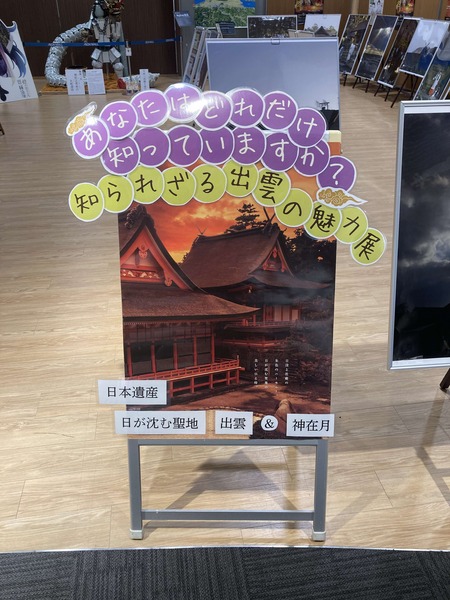 あなたはどれだけ
知っていますか?
知られざる出雲の魅力展
日本遺産
日が沈む聖地 出雲 & 神在月